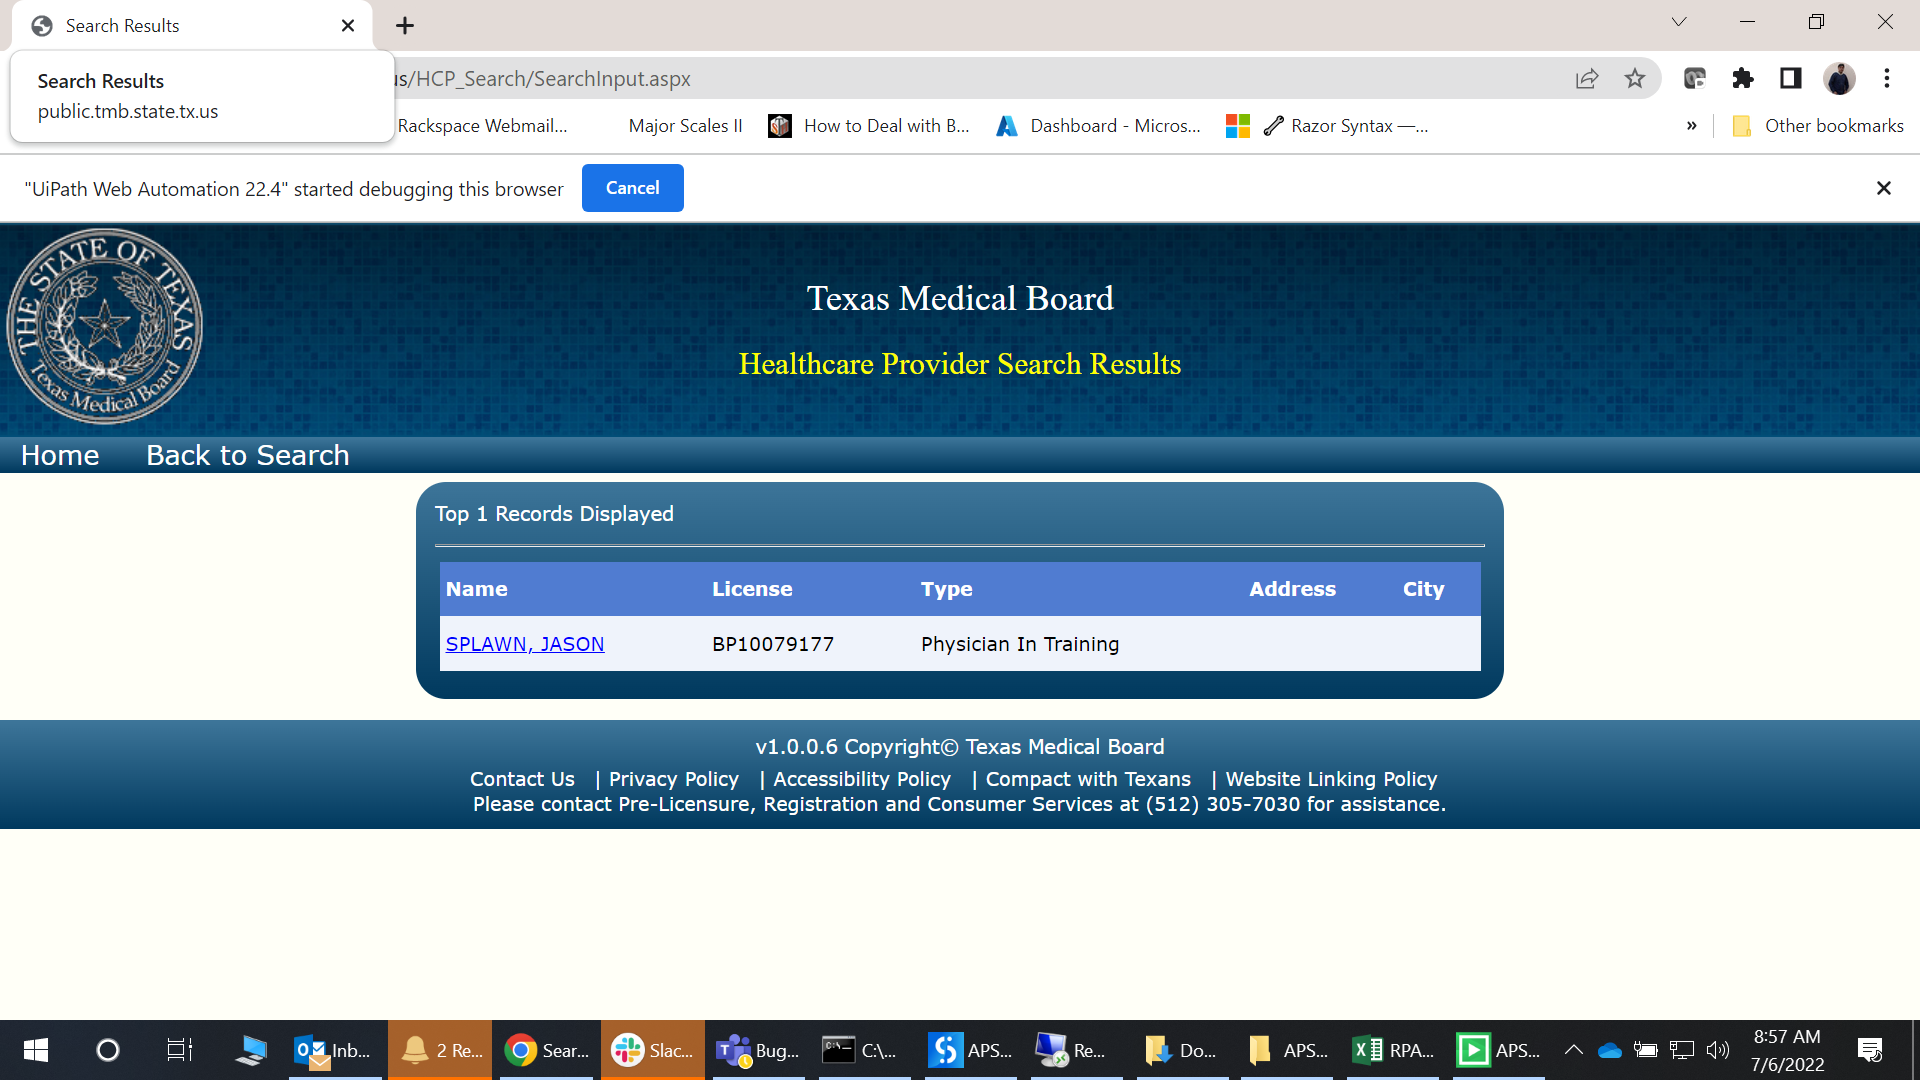 Search Results
Search Results
public.tmb.state.tx.us
us/HCP_Search/SearchInput.aspx
Rackspace Webmail...
Major Scales II
How to Deal with B...
Dashboard - Micros...
Razor Syntax —...
»
Other bookmarks
"UiPath Web Automation 22.4" started debugging this browser
Cancel
THE STATE OF TEXAS
Texas Medical Board
Texas Medical Board
Healthcare Provider Search Results
Home Back to Search
Top 1 Records Displayed
Name License Type Address City
SPLAWN, JASON BP10079177 Physician In Training
v1.0.0.6 Copyright© Texas Medical Board
Contact Us | Privacy Policy | Accessibility Policy | Compact with Texans | Website Linking Policy
Please contact Pre-Licensure, Registration and Consumer Services at (512) 305-7030 for assistance.
Inb...
2 Re...
Sear...
Slac...
Bug...
C:\...
APS...
Re...
Do...
APS...
RPA...
APS...
8:57 AM
7/6/2022